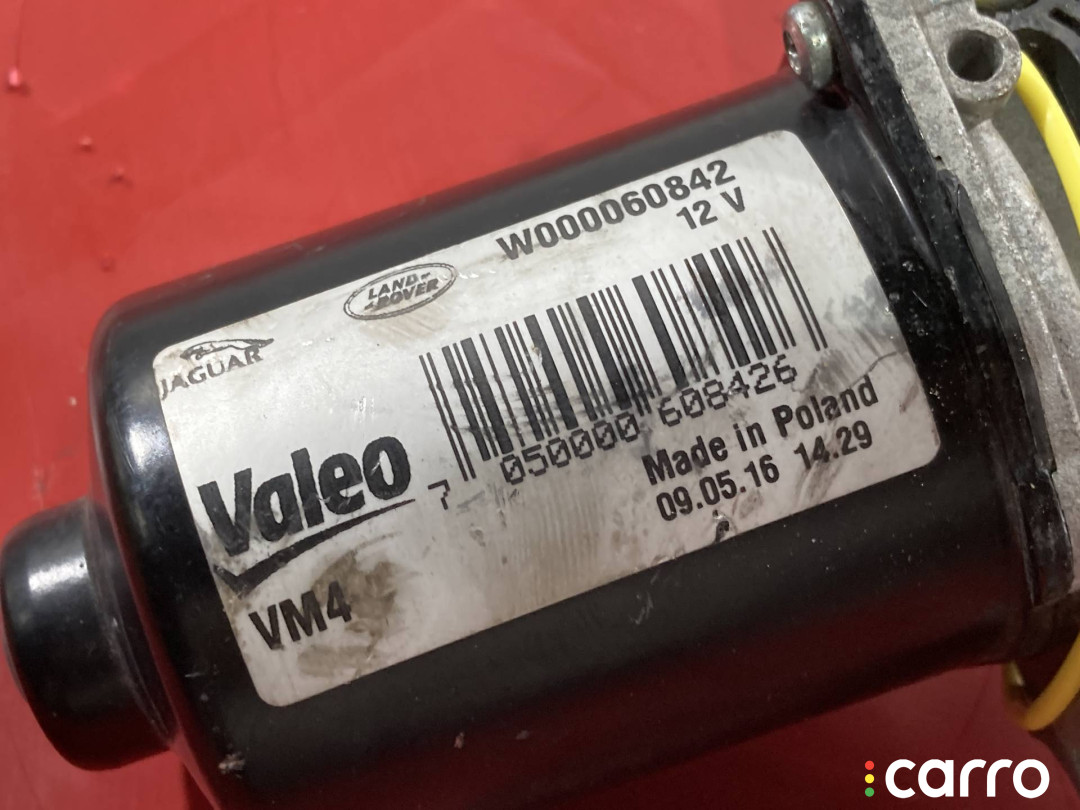 W000060842
12 V
LAND-
ROVER
JAGUAR
7 050000 608426
Valeo
Made in Poland
09.05.16 14.29
VM4
carro